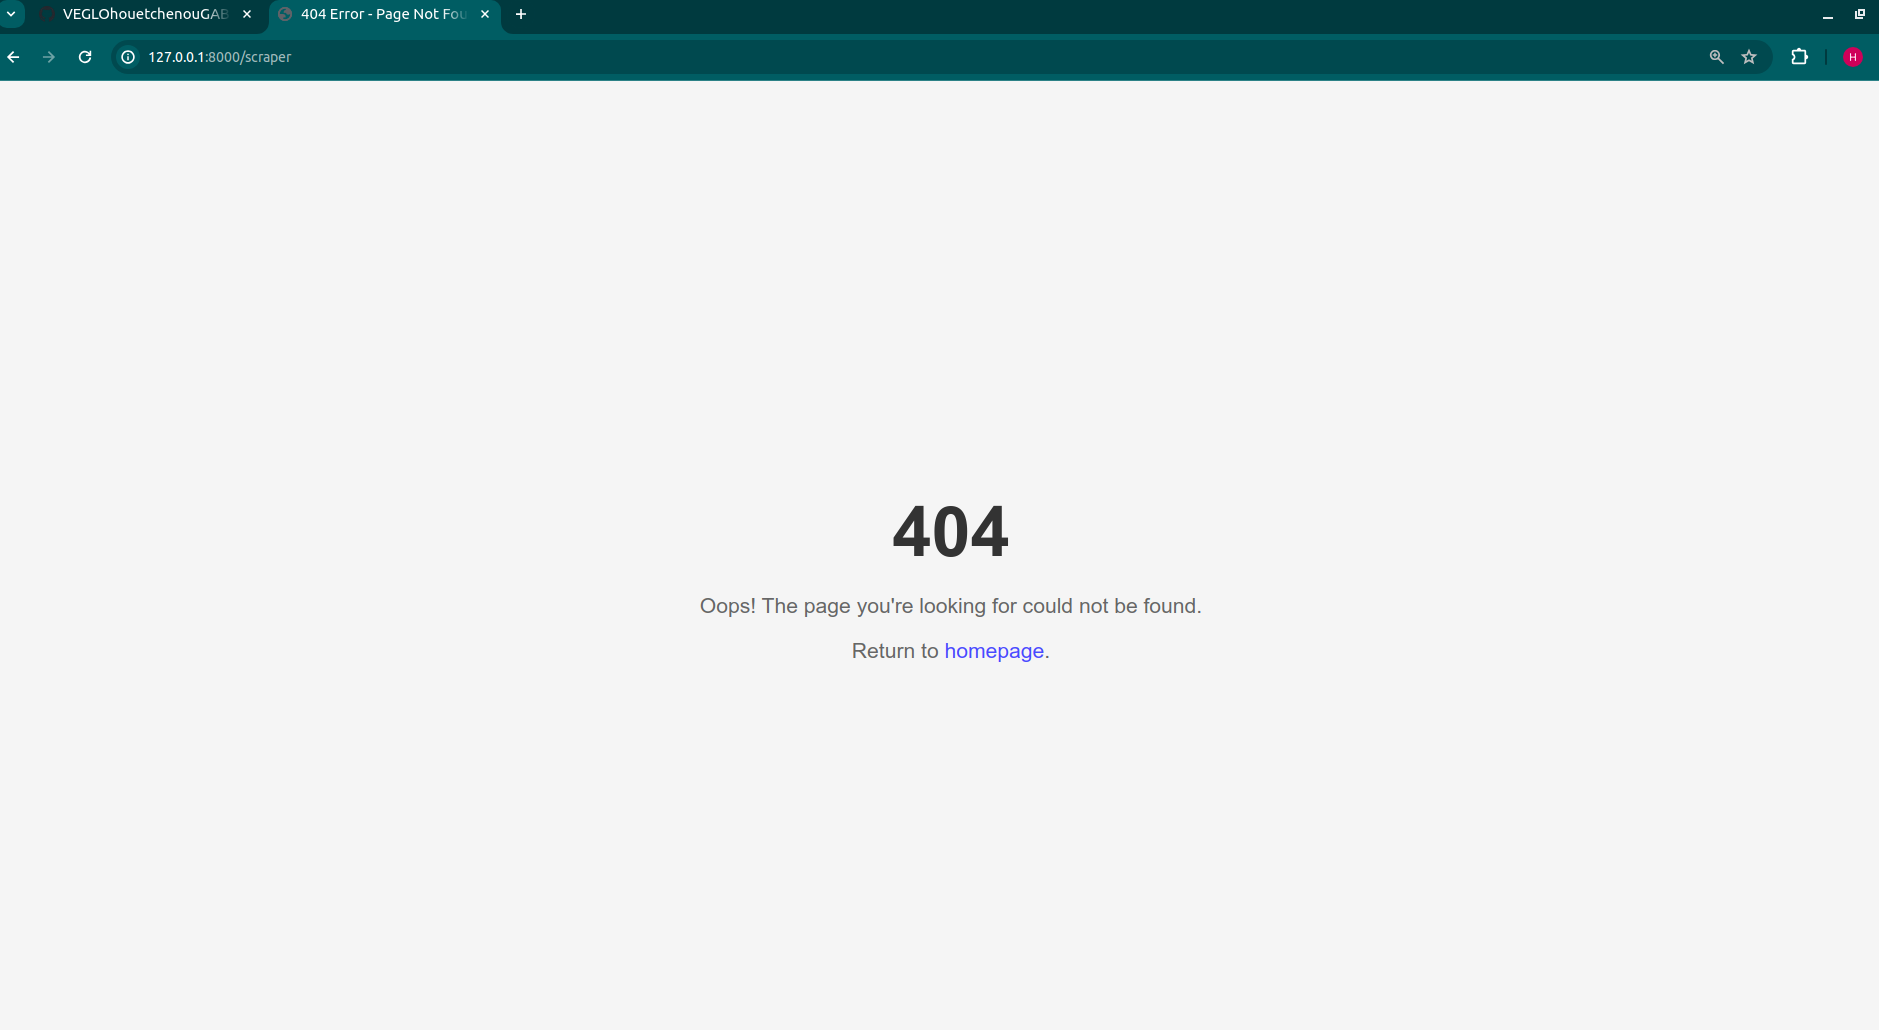 VEGLOhouetchenouGAB
404 Error - Page Not Fou
127.0.0.1:8000/scraper
H
404
Oops! The page you're looking for could not be found.
Return to homepage.